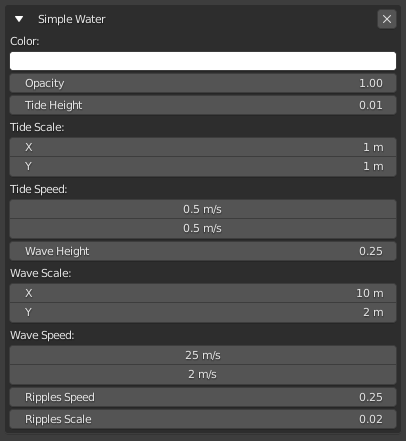 Simple Water
Color:
Opacity 1.00
Tide Height 0.01
Tide Scale:
X 1 m
Y 1 m
Tide Speed:
0.5 m/s
0.5 m/s
Wave Height 0.25
Wave Scale:
X 10 m
Y 2 m
Wave Speed:
25 m/s
2 m/s
Ripples Speed 0.25
Ripples Scale 0.02